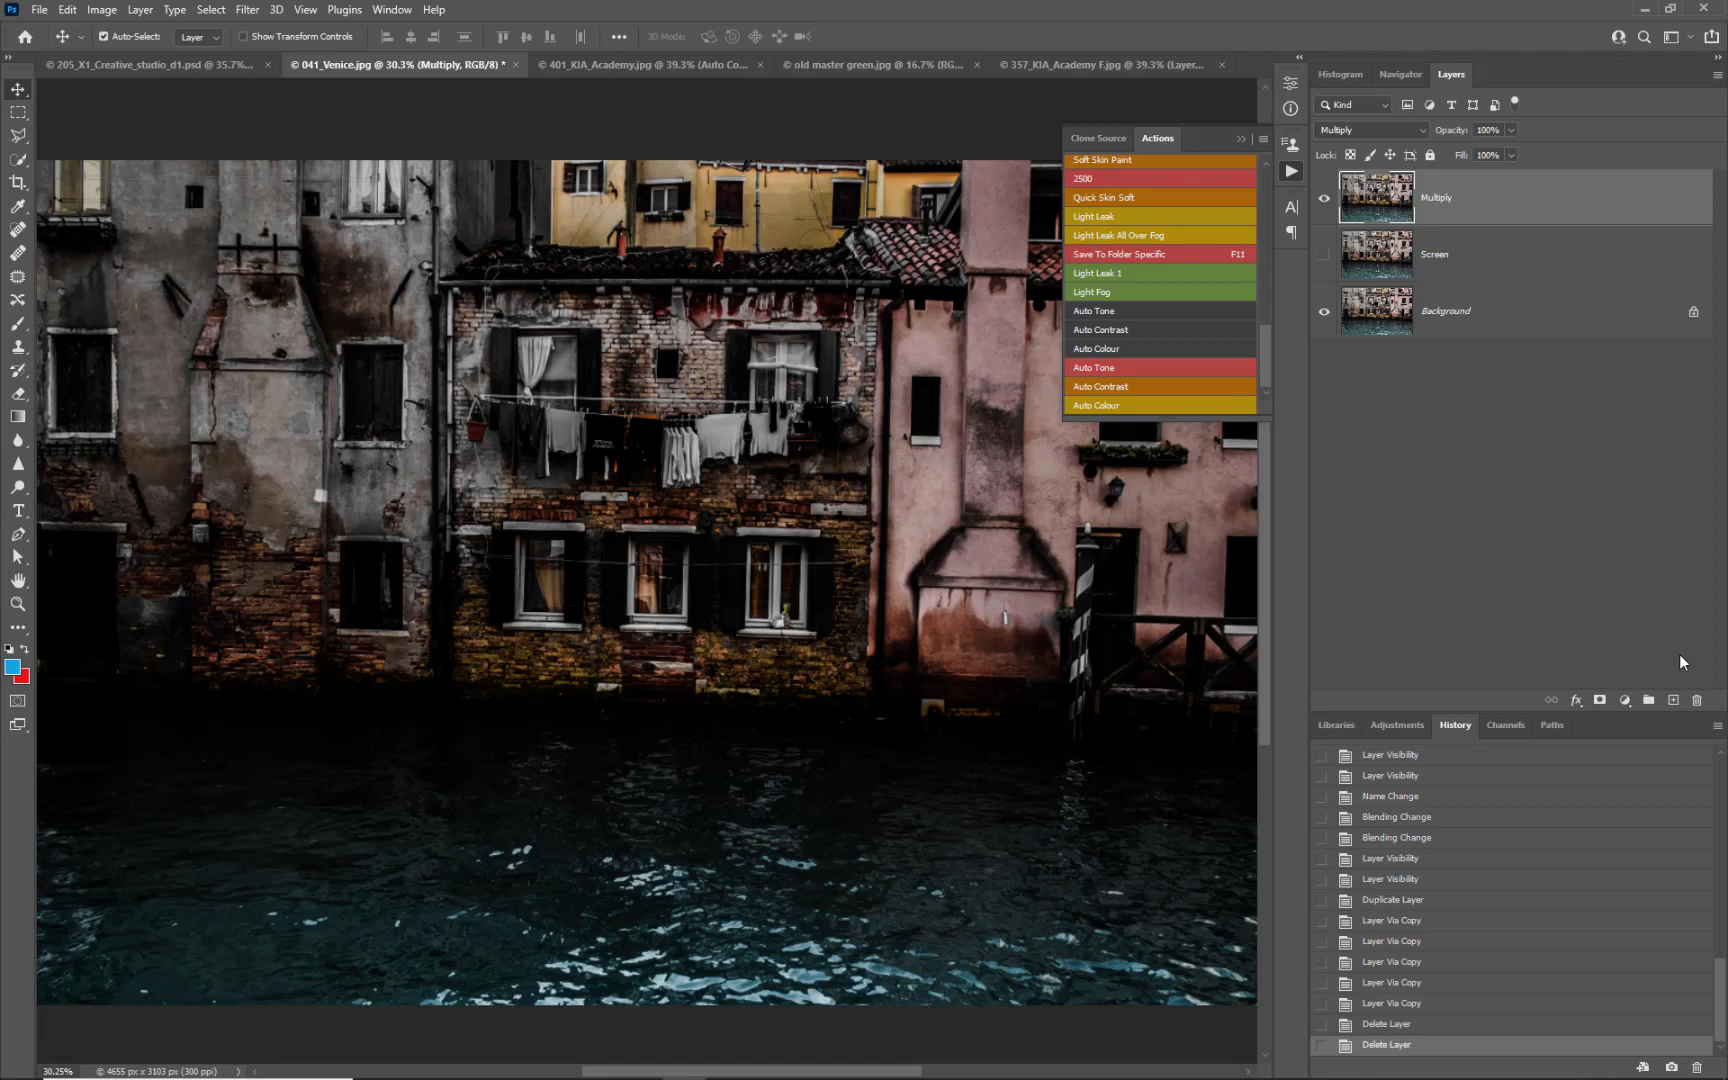 Ps File Edit Image Layer Type Select Filter 3D View Plugins Window Help
Auto-Select: Layer Show Transform Controls 3D Mode:
© 205_X1_Creative_studio_d1.psd @ 35.7%...
© 041_Venice.jpg @ 30.3% (Multiply, RGB/8) *
© 401_KIA_Academy.jpg @ 39.3% (Auto Co...
© old master green.jpg @ 16.7% (RG...
© 357_KIA_Academy F.jpg @ 39.3% (Layer...
Clone Source Actions
Soft Skin Paint
2500
Quick Skin Soft
Light Leak
Light Leak All Over Fog
Save To Folder Specific F11
Light Leak 1
Light Fog
Auto Tone
Auto Contrast
Auto Colour
Auto Tone
Auto Contrast
Auto Colour
Histogram Navigator Layers
Kind
Multiply Opacity: 100%
Lock: Fill: 100%
Multiply
Screen
Background
Libraries Adjustments History Channels Paths
Layer Visibility
Layer Visibility
Name Change
Blending Change
Blending Change
Layer Visibility
Layer Visibility
Duplicate Layer
Layer Via Copy
Layer Via Copy
Layer Via Copy
Layer Via Copy
Layer Via Copy
Delete Layer
Delete Layer
30.25% © 4655 px x 3103 px (300 ppi)